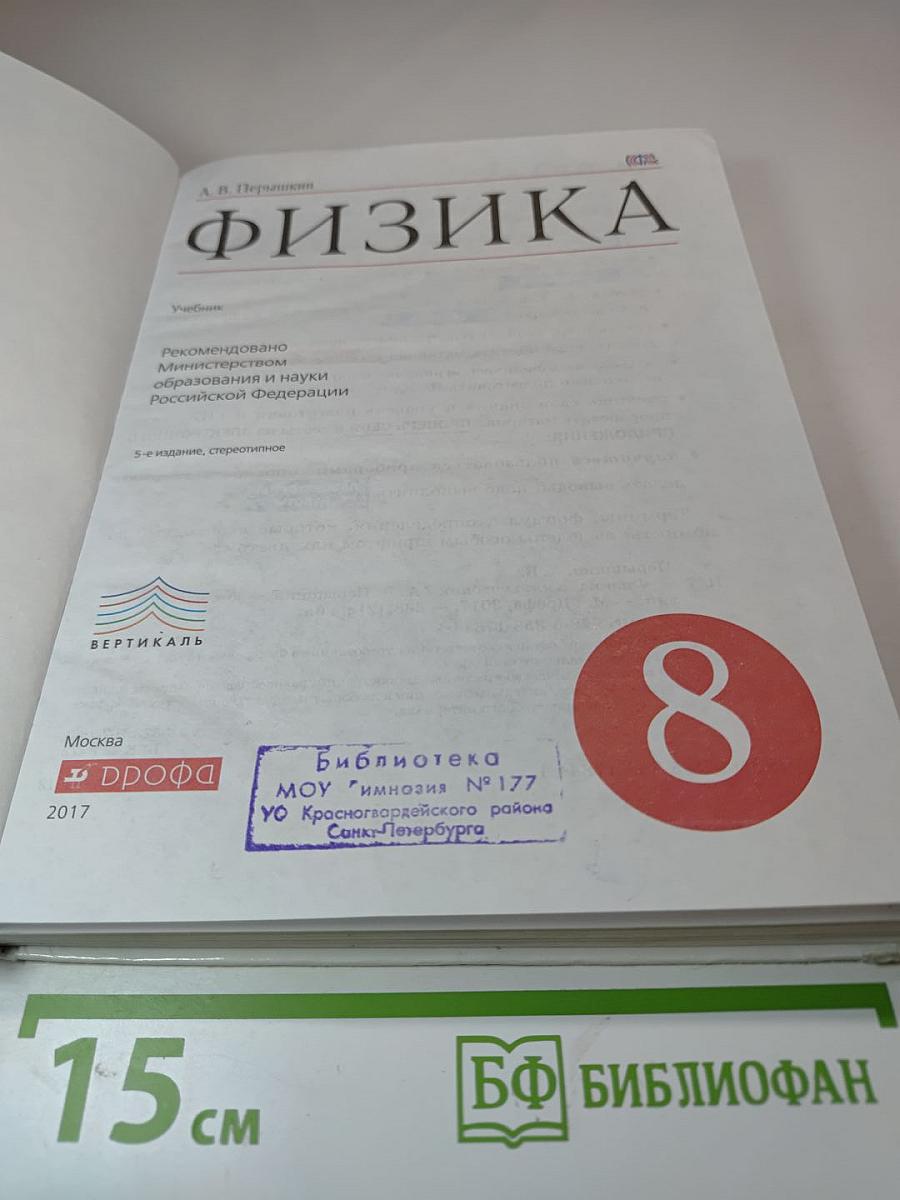 А. В. Перышкин
ФИЗИКА
Учебник
Рекомендовано
Министерством
образования и науки
Российской Федерации
5-е издание, стереотипное
ВЕРТИКАЛЬ
8
Москва
дрофа
2017
Библиотека
МОУ Гимнозия № 177
УО Красногвардейского района
Санкт-Петербурга
15 см
БФ БИБЛИОФАН